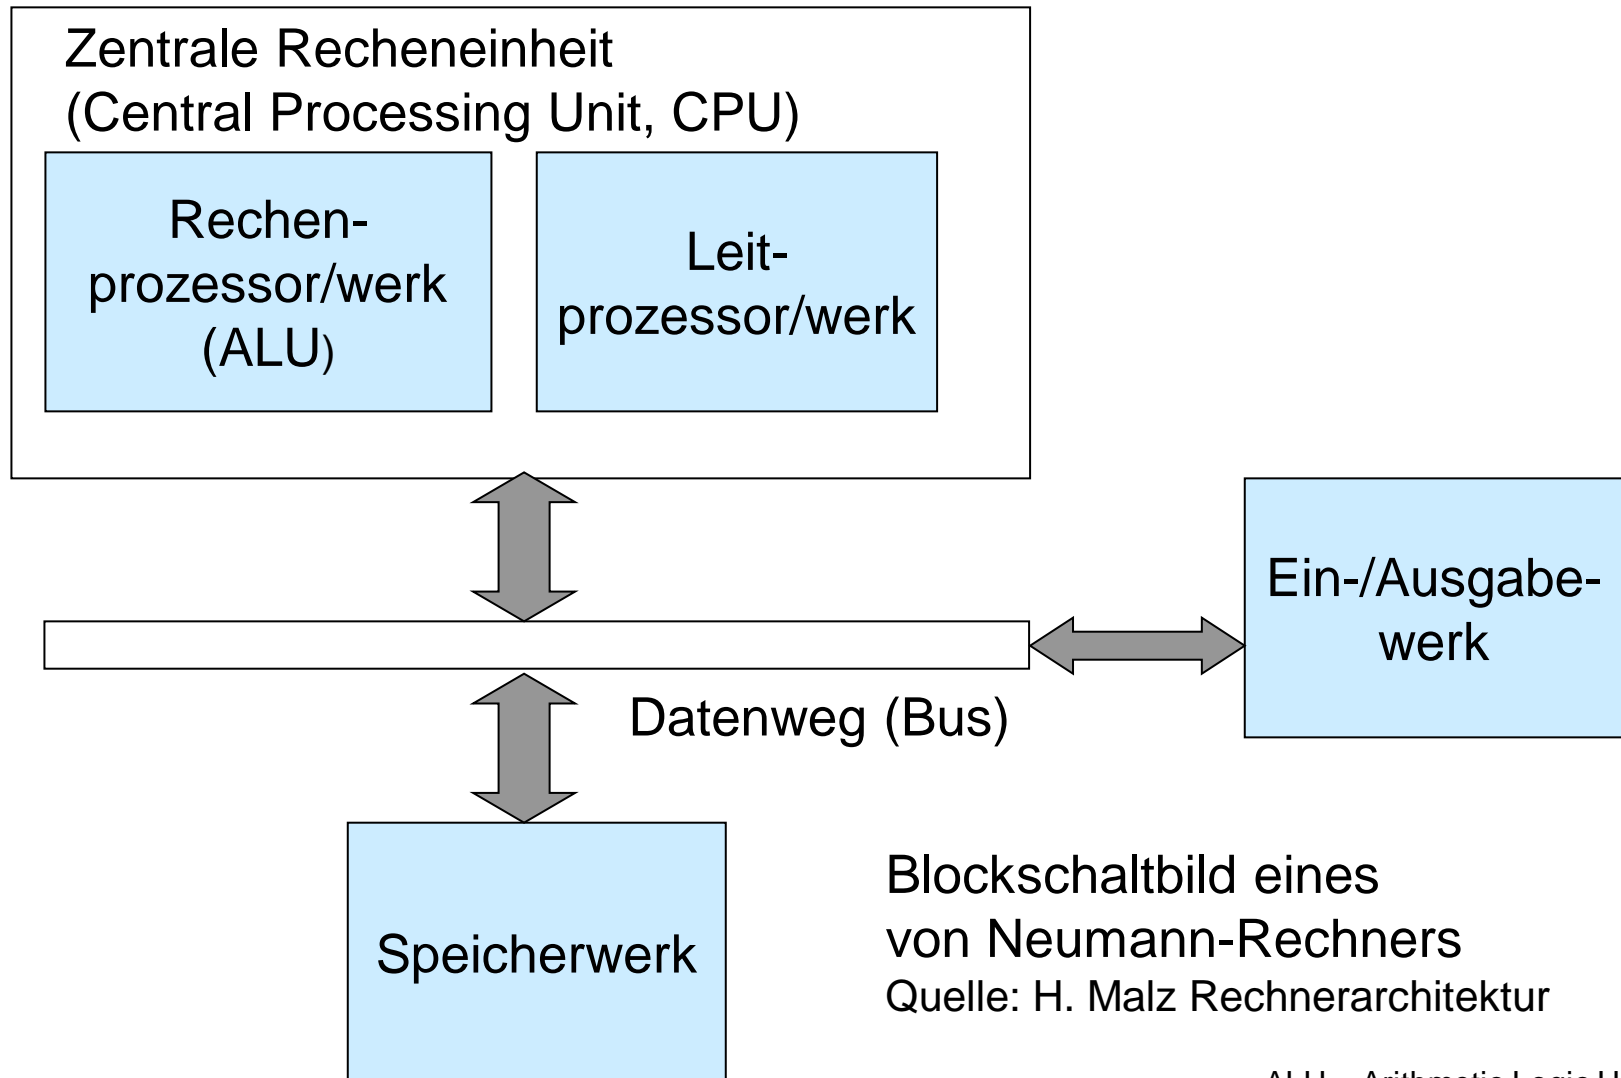 Zentrale Recheneinheit
(Central Processing Unit, CPU)
Rechen-
prozessor/werk
(ALU)
Leit-
prozessor/werk
Ein-/Ausgabe-
werk
Datenweg (Bus)
Speicherwerk
Blockschaltbild eines
von Neumann-Rechners
Quelle: H. Malz Rechnerarchitektur